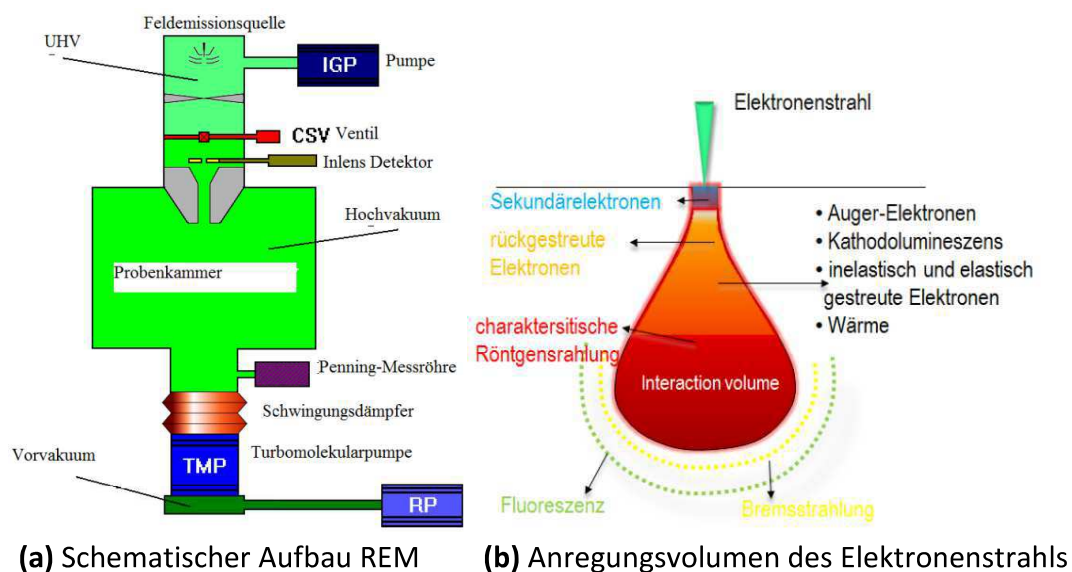 Feldemissionsquelle
UHV
IGP
Pumpe
CSV Ventil
Inlens Detektor
Hochvakuum
Probenkammer
Penning-Messröhre
Schwingungsdämpfer
Vorvakuum
TMP
Turbomolekularpumpe
RP
(a) Schematischer Aufbau REM
Elektronenstrahl
Sekundärelektronen
rückgestreute
Elektronen
charaktersitische
Röntgensrahlung
• Auger-Elektronen
• Kathodolumineszens
• inelastisch und elastisch
gestreute Elektronen
• Wärme
Interaction volume
Fluoreszenz
Bremsstrahlung
(b) Anregungsvolumen des Elektronenstrahls